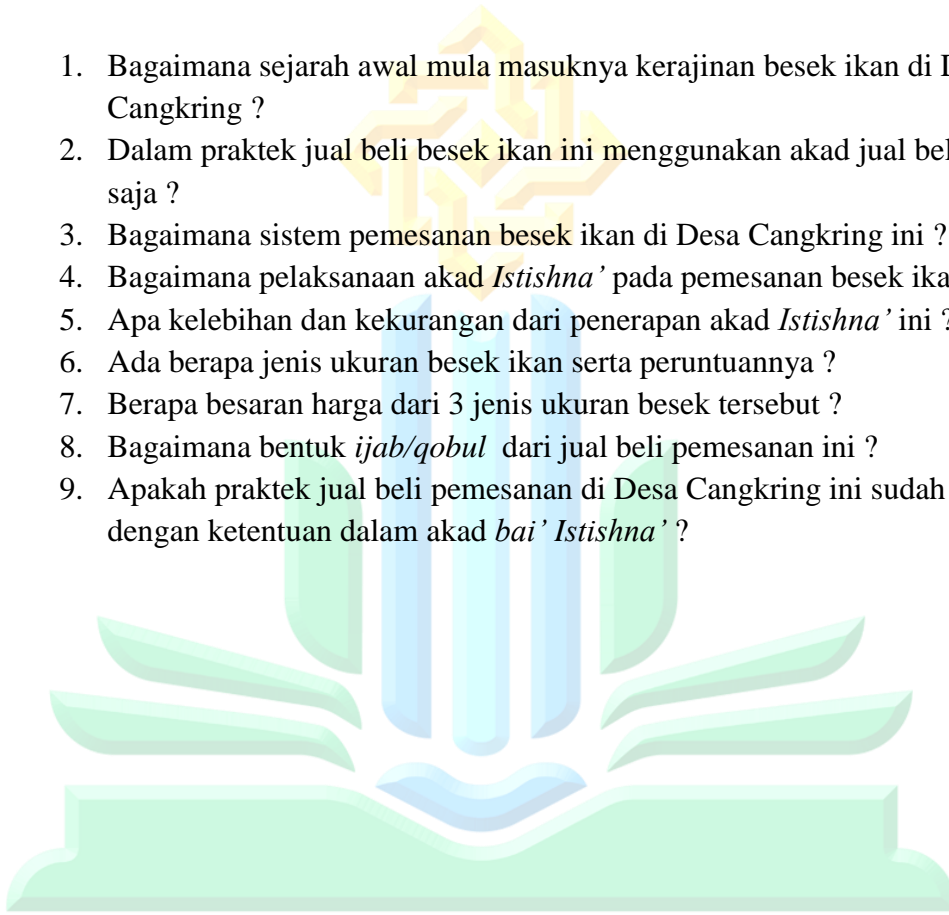 1. Bagaimana sejarah awal mula masuknya kerajinan besek ikan di
Cangkring ?
2. Dalam praktek jual beli besek ikan ini menggunakan akad jual
saja ?
3. Bagaimana sistem pemesanan besek ikan di Desa Cangkring ini ?
4. Bagaimana pelaksanaan akad Istishna’ pada pemesanan besek
5. Apa kelebihan dan kekurangan dari penerapan akad Istishna’ ini ?
6. Ada berapa jenis ukuran besek ikan serta peruntuannya ?
7. Berapa besaran harga dari 3 jenis ukuran besek tersebut ?
8. Bagaimana bentuk ijab/qobul dari jual beli pemesanan ini ?
9. Apakah praktek jual beli pemesanan di Desa Cangkring ini sudah
dengan ketentuan dalam akad bai’ Istishna’ ?